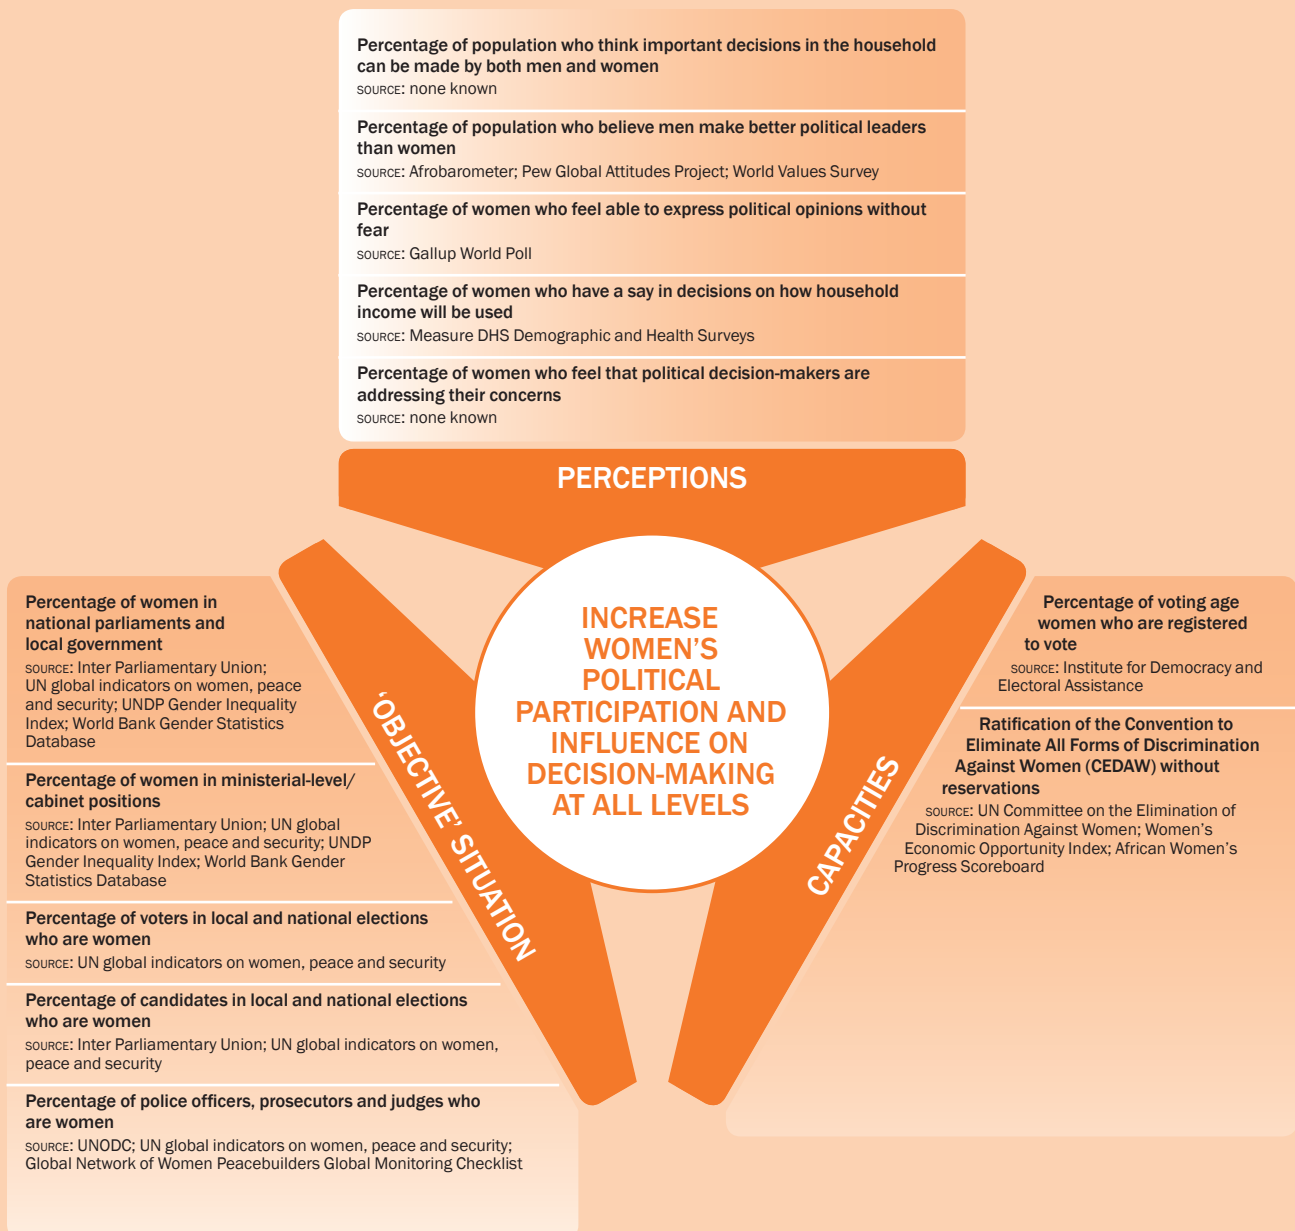 Percentage of population who think important decisions in the household
can be made by both men and women
SOURCE: none known
Percentage of population who believe men make better political leaders
than women
SOURCE: Afrobarometer; Pew Global Attitudes Project; World Values Survey
Percentage of women who feel able to express political opinions without
fear
SOURCE: Gallup World Poll
Percentage of women who have a say in decisions on how household
income will be used
SOURCE: Measure DHS Demographic and Health Surveys
Percentage of women who feel that political decision-makers are
addressing their concerns
SOURCE: none known
PERCEPTIONS
INCREASE
WOMEN’S
POLITICAL
PARTICIPATION AND
INFLUENCE ON
DECISION-MAKING
AT ALL LEVELS
‘OBJECTIVE’ SITUATION
Percentage of women in
national parliaments and
local government
SOURCE: Inter Parliamentary Union;
UN global indicators on women, peace
and security; UNDP Gender Inequality
Index; World Bank Gender Statistics
Database
Percentage of women in ministerial-level/
cabinet positions
SOURCE: Inter Parliamentary Union; UN global
indicators on women, peace and security; UNDP
Gender Inequality Index; World Bank Gender
Statistics Database
Percentage of voters in local and national elections
who are women
SOURCE: UN global indicators on women, peace and security
Percentage of candidates in local and national elections
who are women
SOURCE: Inter Parliamentary Union; UN global indicators on women,
peace and security
Percentage of police officers, prosecutors and judges who
are women
SOURCE: UNODC; UN global indicators on women, peace and security;
Global Network of Women Peacebuilders Global Monitoring Checklist
CAPACITIES
Percentage of voting age
women who are registered
to vote
SOURCE: Institute for Democracy and
Electoral Assistance
Ratification of the Convention to
Eliminate All Forms of Discrimination
Against Women (CEDAW) without
reservations
SOURCE: UN Committee on the Elimination of
Discrimination Against Women; Women’s
Economic Opportunity Index; African Women’s
Progress Scoreboard